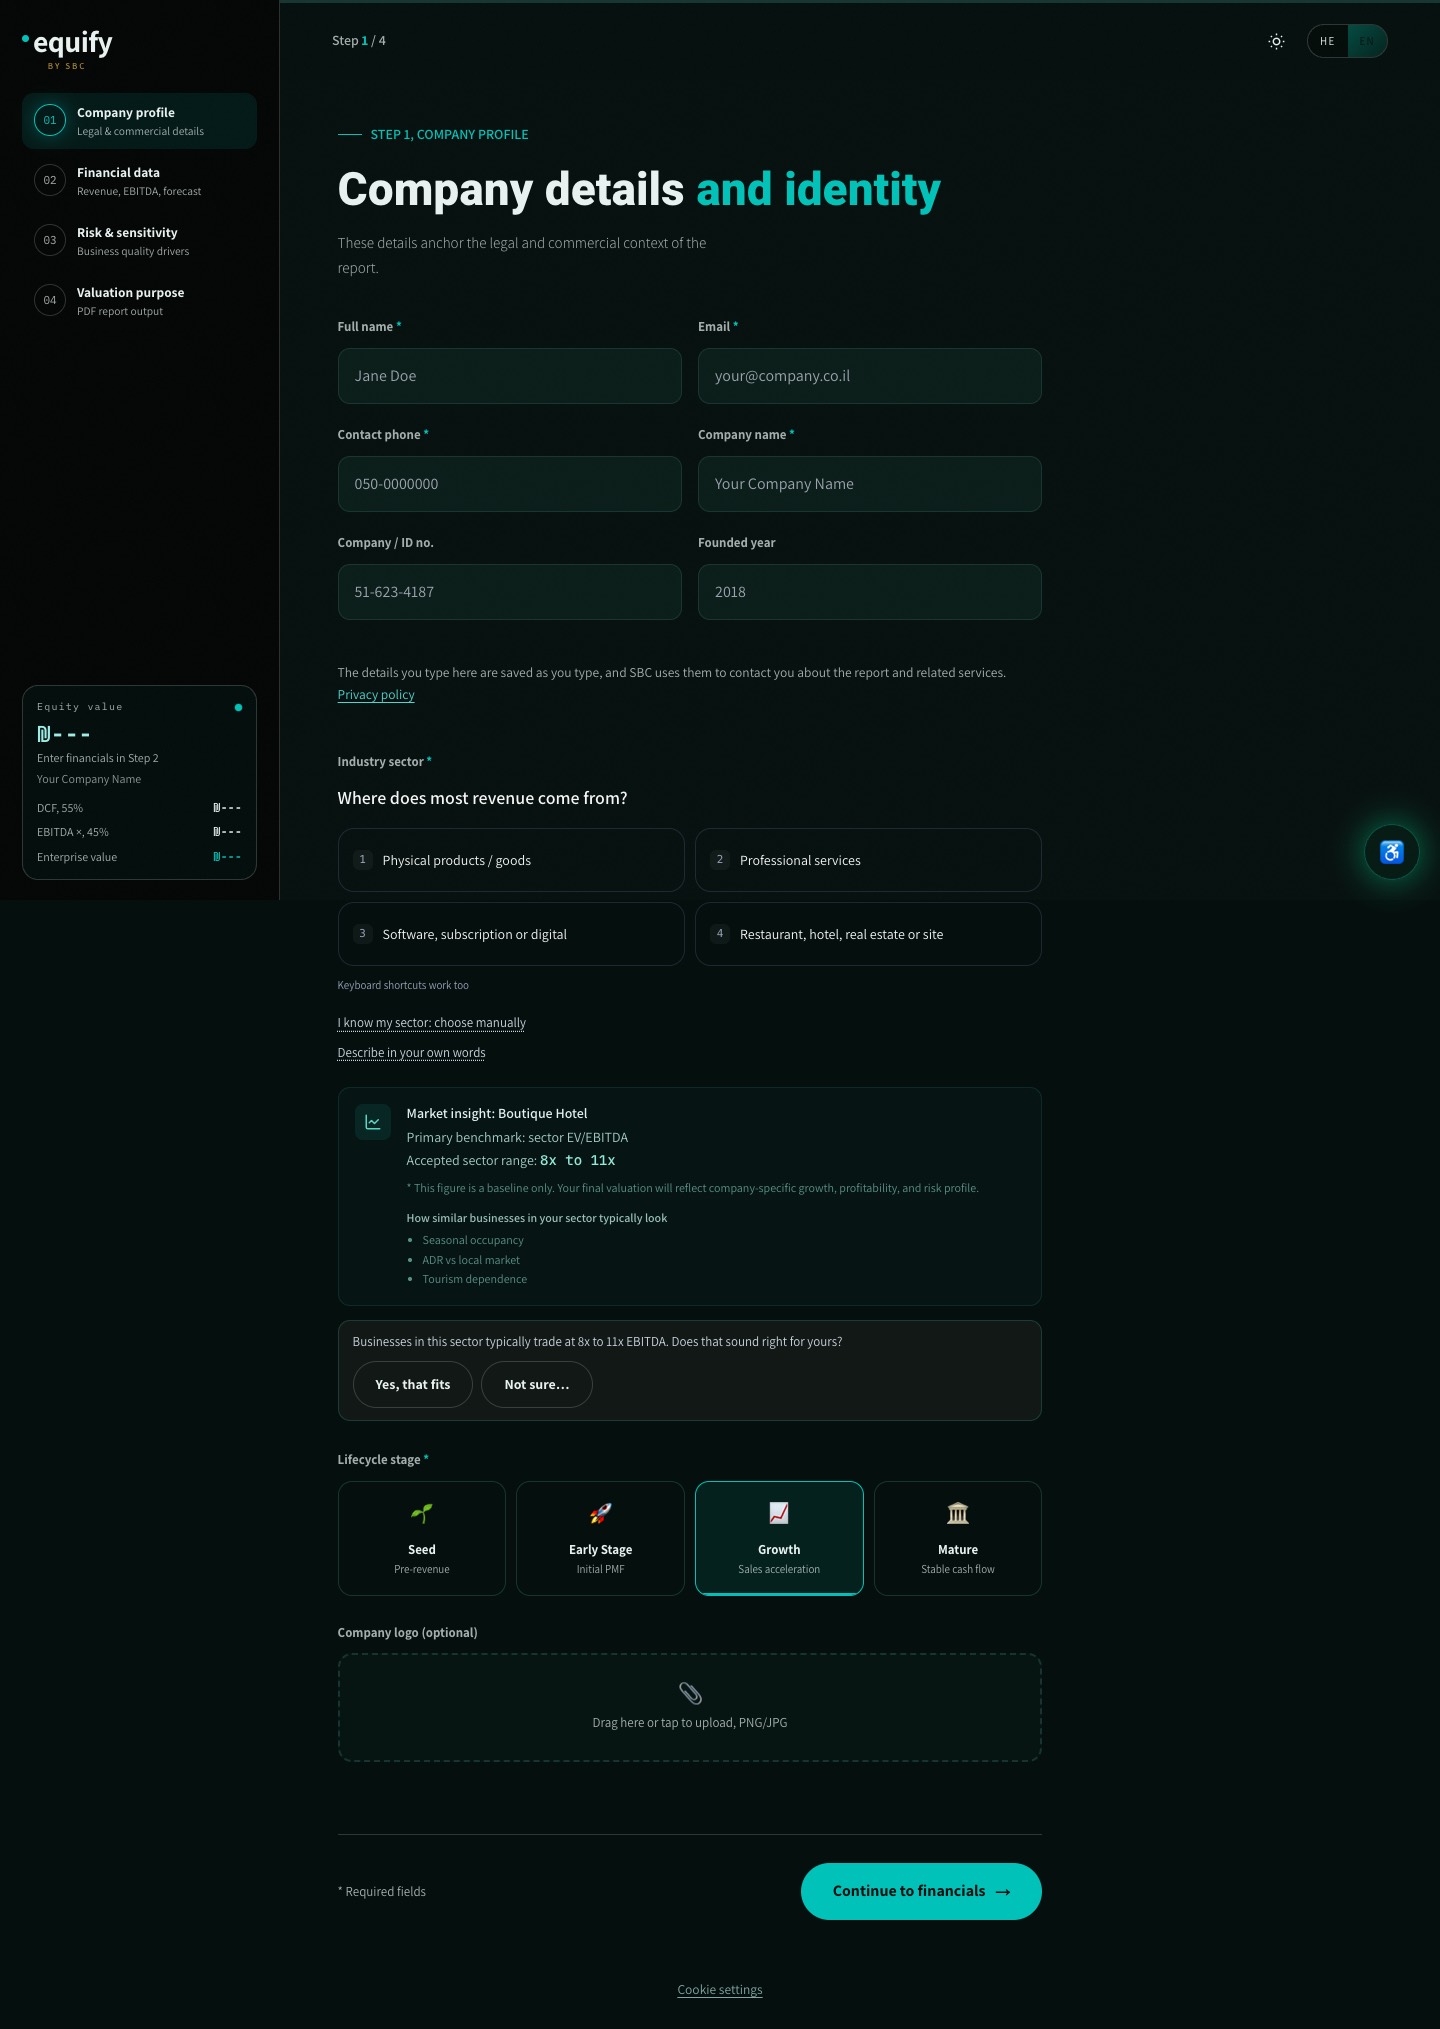 equify
BY SBC
01
Company profile
Legal & commercial details
02
Financial data
Revenue, EBITDA, forecast
03
Risk & sensitivity
Business quality drivers
04
Valuation purpose
PDF report output
Equity value
₪---
Enter financials in Step 2
Your Company Name
DCF, 55% ₪---
EBITDA ×, 45% ₪---
Enterprise value ₪---
Step 1 / 4
HE EN
STEP 1, COMPANY PROFILE
Company details and identity
These details anchor the legal and commercial context of the
report.
Full name *
Jane Doe
Email *
your@company.co.il
Contact phone *
050-0000000
Company name *
Your Company Name
Company / ID no.
51-623-4187
Founded year
2018
The details you type here are saved as you type, and SBC uses them to contact you about the report and related services.
Privacy policy
Industry sector *
Where does most revenue come from?
1 Physical products / goods
2 Professional services
3 Software, subscription or digital
4 Restaurant, hotel, real estate or site
Keyboard shortcuts work too
I know my sector: choose manually
Describe in your own words
Market insight: Boutique Hotel
Primary benchmark: sector EV/EBITDA
Accepted sector range: 8x to 11x
* This figure is a baseline only. Your final valuation will reflect company-specific growth, profitability, and risk profile.
How similar businesses in your sector typically look
• Seasonal occupancy
• ADR vs local market
• Tourism dependence
Businesses in this sector typically trade at 8x to 11x EBITDA. Does that sound right for yours?
Yes, that fits
Not sure…
Lifecycle stage *
Seed
Pre-revenue
Early Stage
Initial PMF
Growth
Sales acceleration
Mature
Stable cash flow
Company logo (optional)
Drag here or tap to upload, PNG/JPG
* Required fields
Continue to financials →
Cookie settings